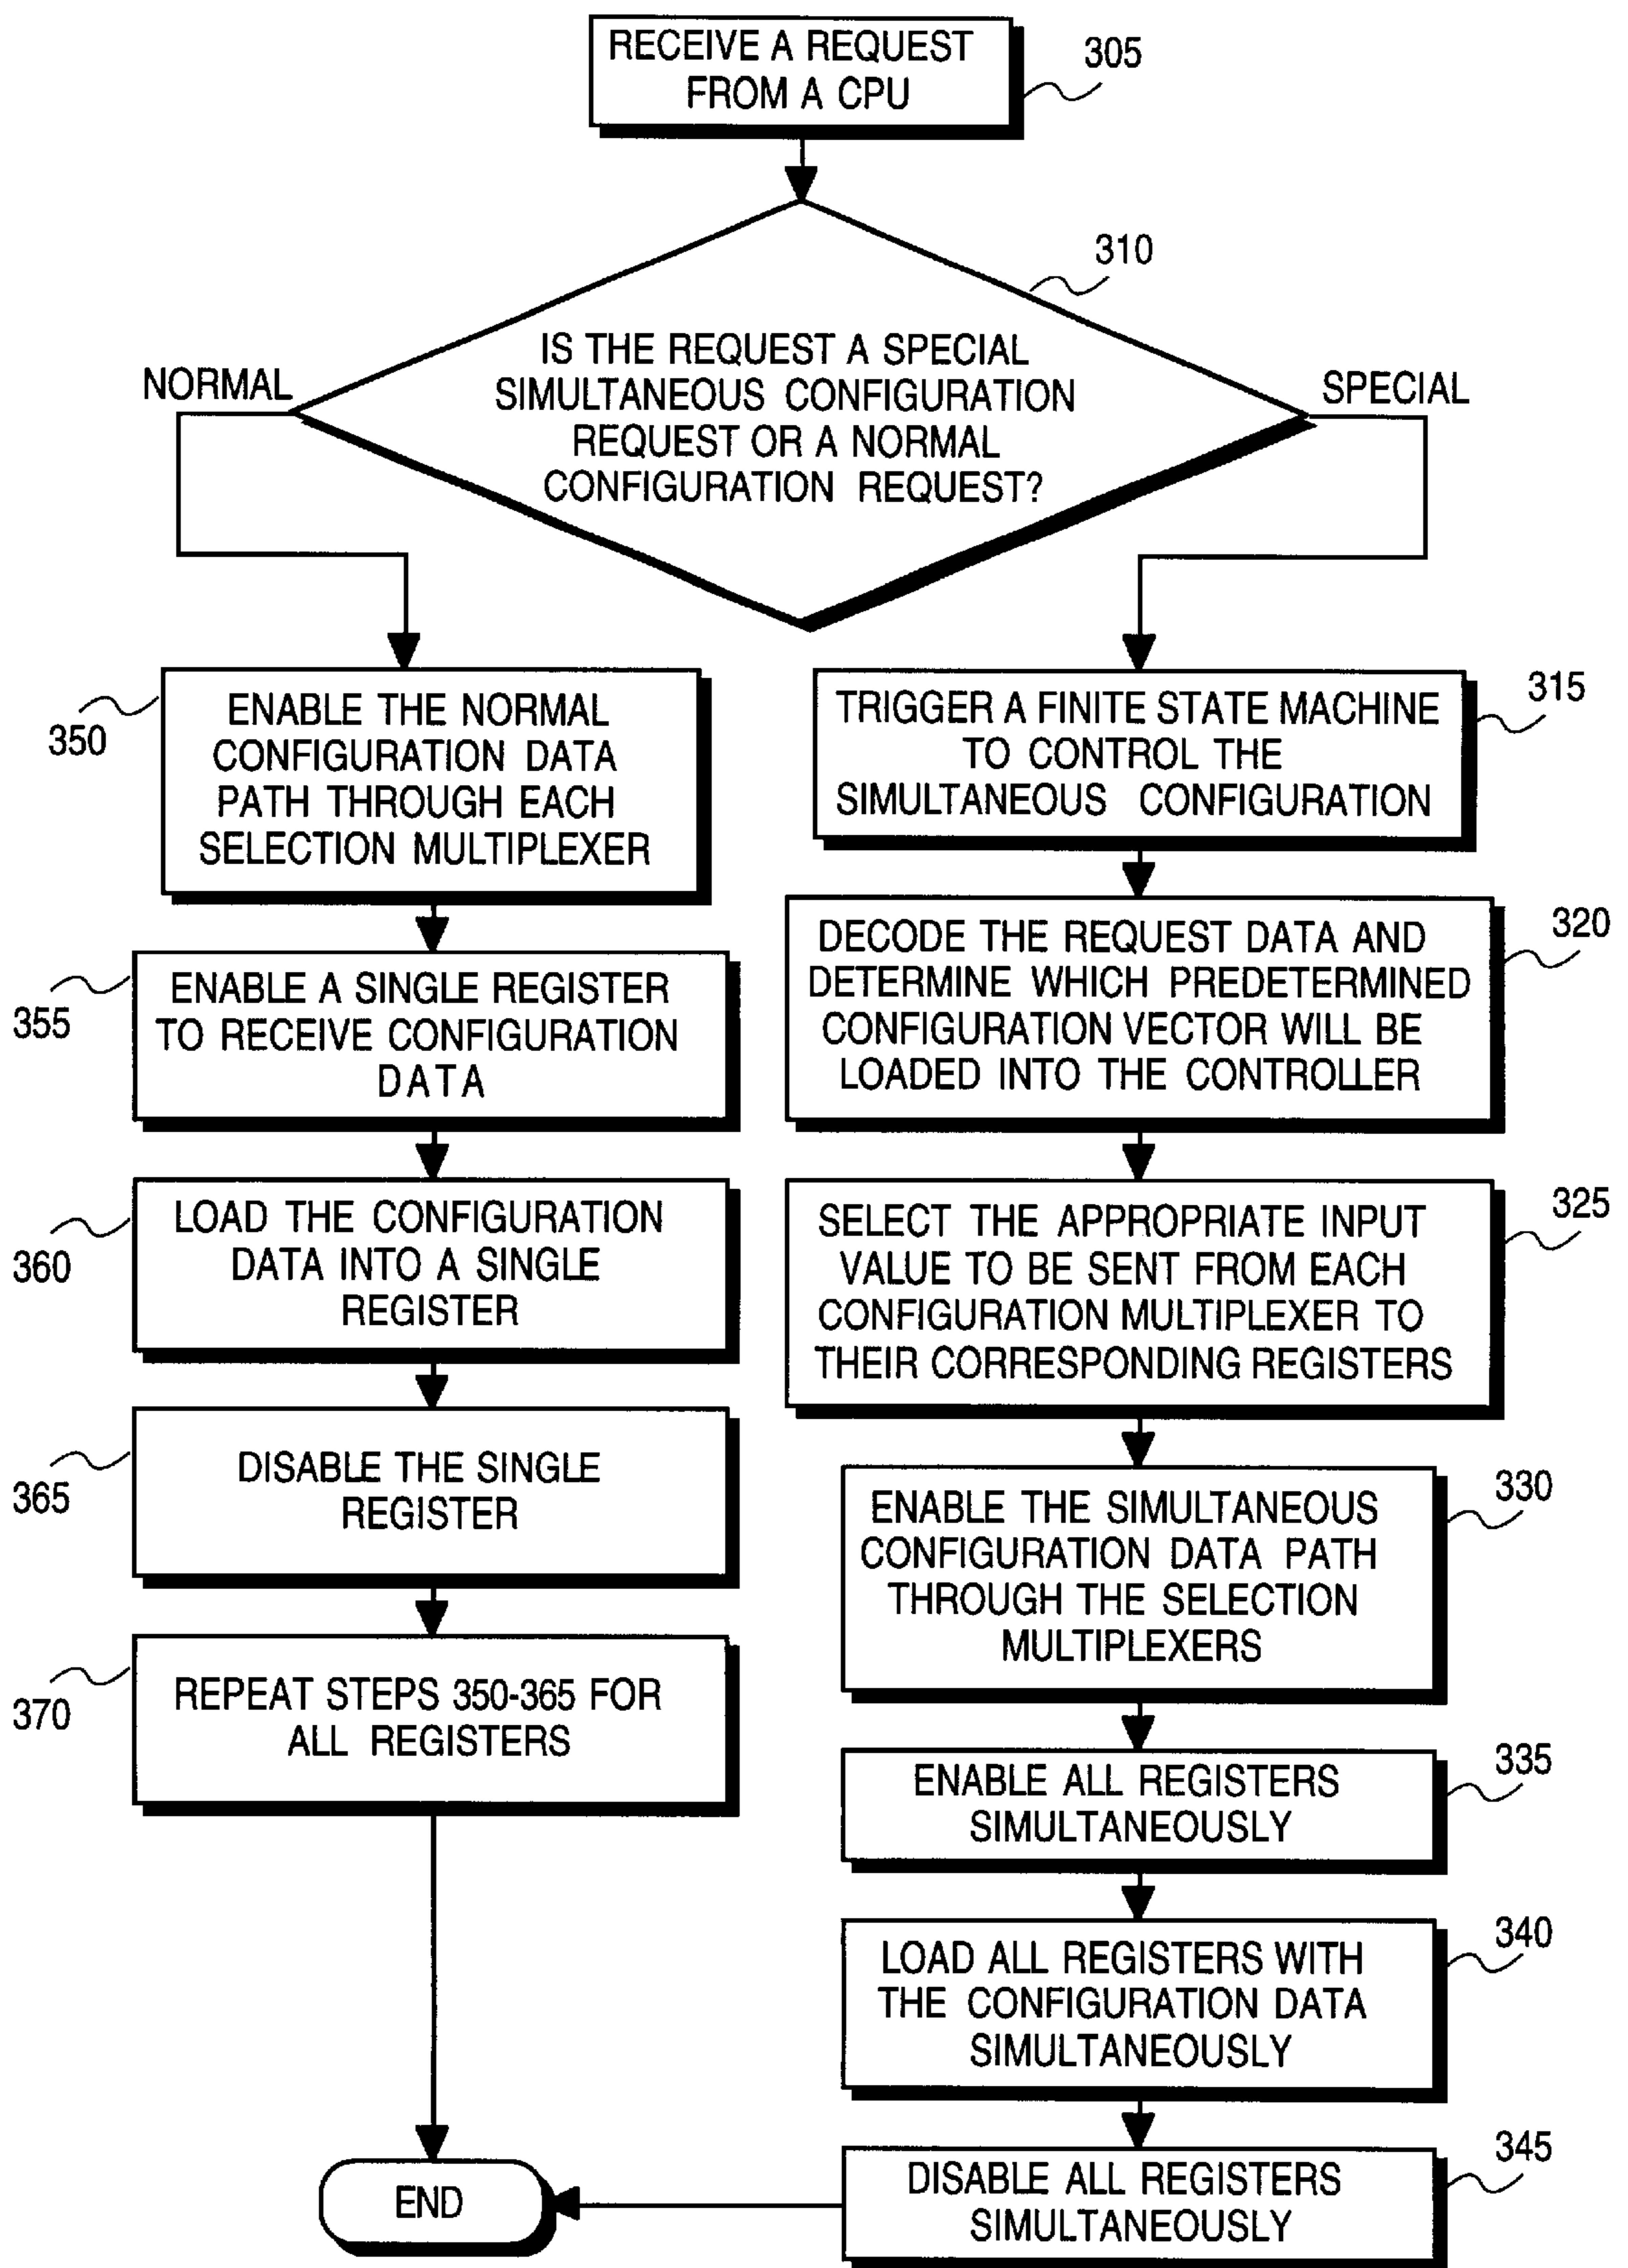 RECEIVE A REQUEST
FROM A CPU
305
310
IS THE REQUEST A SPECIAL
SIMULTANEOUS CONFIGURATION
REQUEST OR A NORMAL
CONFIGURATION REQUEST?
NORMAL
SPECIAL
350
ENABLE THE NORMAL
CONFIGURATION DATA
PATH THROUGH EACH
SELECTION MULTIPLEXER
355
ENABLE A SINGLE REGISTER
TO RECEIVE CONFIGURATION
DATA
360
LOAD THE CONFIGURATION
DATA INTO A SINGLE
REGISTER
365
DISABLE THE SINGLE
REGISTER
370
REPEAT STEPS 350-365 FOR
ALL REGISTERS
315
TRIGGER A FINITE STATE MACHINE
TO CONTROL THE
SIMULTANEOUS CONFIGURATION
320
DECODE THE REQUEST DATA AND
DETERMINE WHICH PREDETERMINED
CONFIGURATION VECTOR WILL BE
LOADED INTO THE CONTROLLER
325
SELECT THE APPROPRIATE INPUT
VALUE TO BE SENT FROM EACH
CONFIGURATION MULTIPLEXER TO
THEIR CORRESPONDING REGISTERS
330
ENABLE THE SIMULTANEOUS
CONFIGURATION DATA PATH
THROUGH THE SELECTION
MULTIPLEXERS
335
ENABLE ALL REGISTERS
SIMULTANEOUSLY
340
LOAD ALL REGISTERS WITH
THE CONFIGURATION DATA
SIMULTANEOUSLY
345
DISABLE ALL REGISTERS
SIMULTANEOUSLY
END